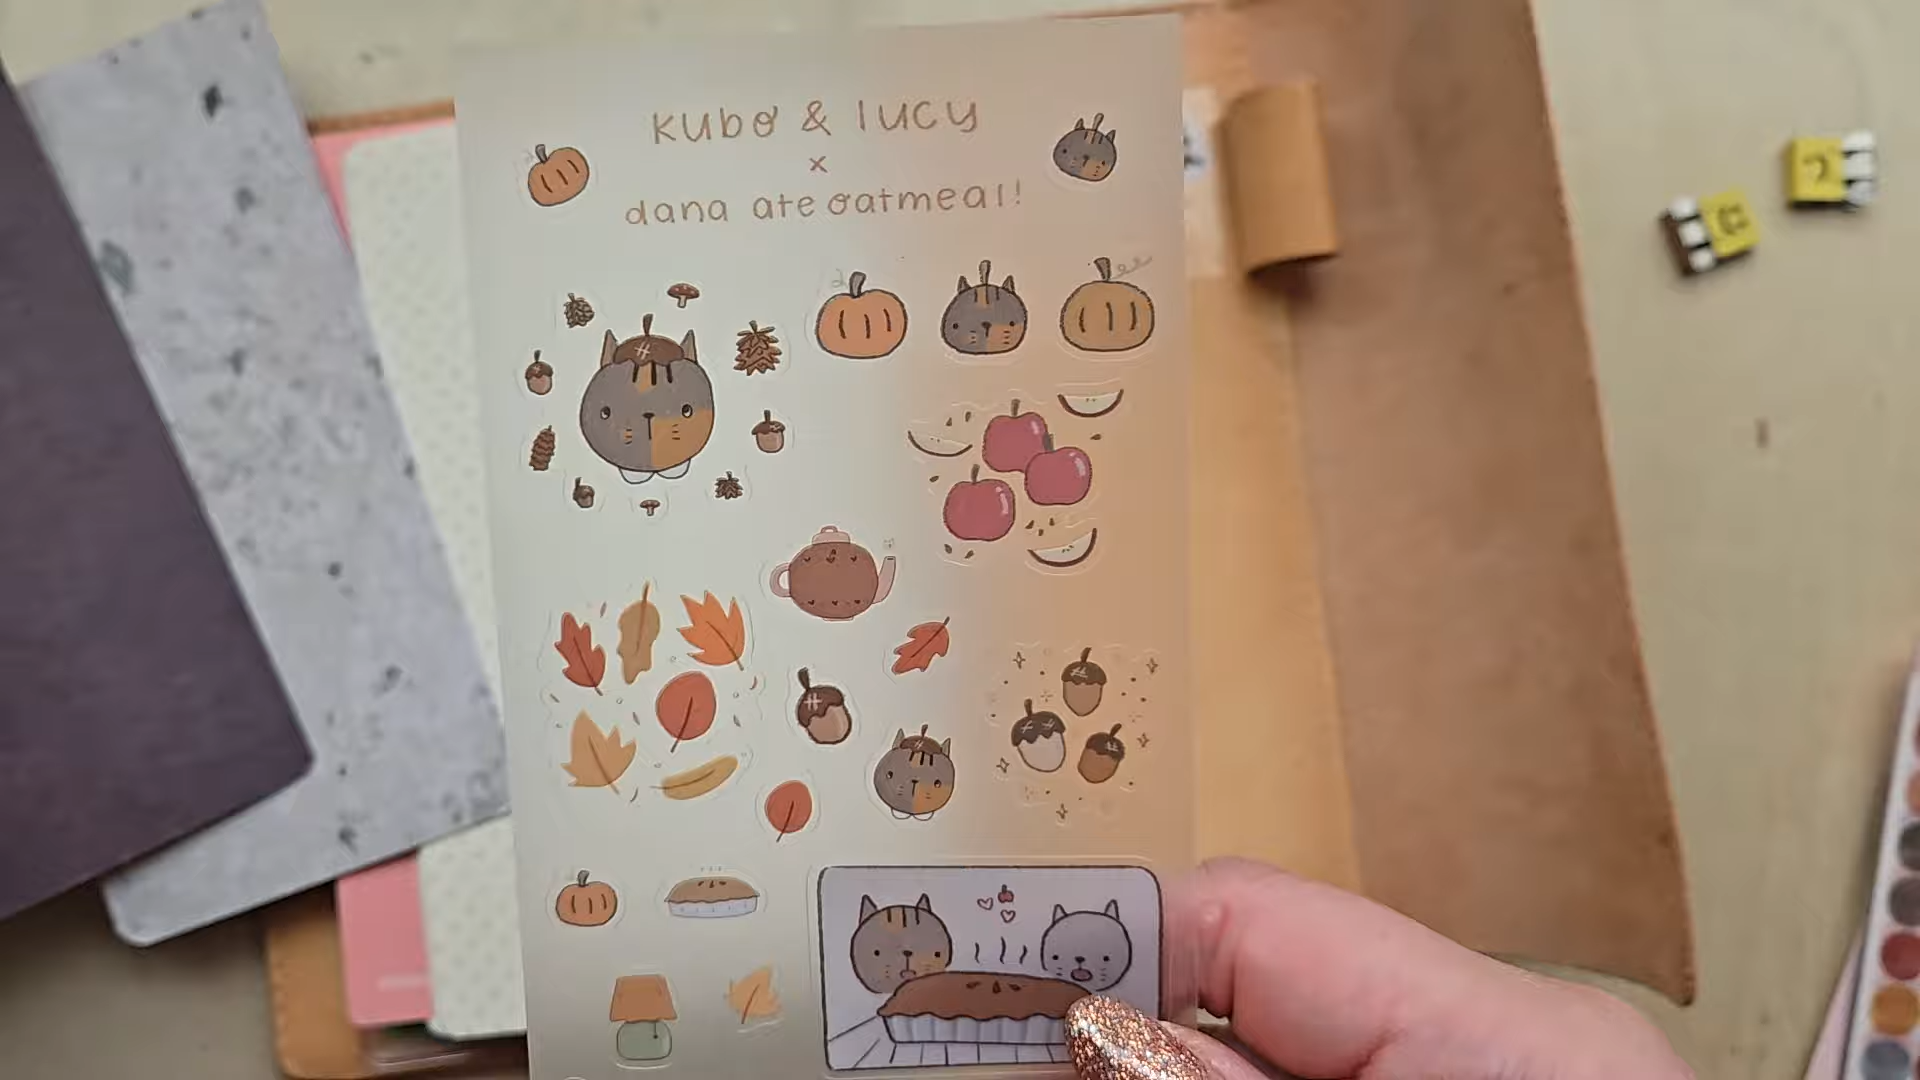 kubo & lucy
x
dana ate oatmeal!